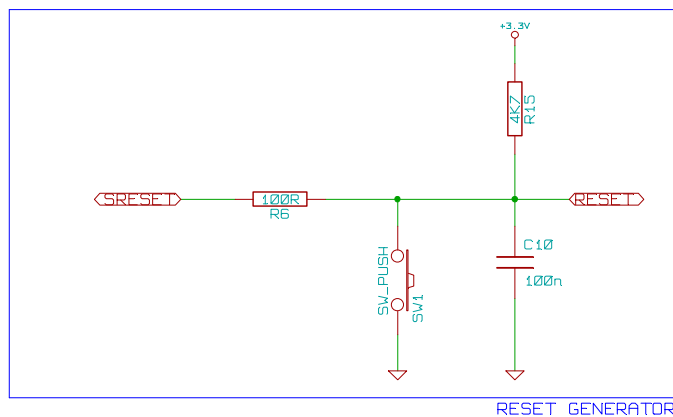 +3.3V
4K7
R15
SRESET
100R
R6
RESET
SW_PUSH
SW1
C10
100n
RESET GENERATOR